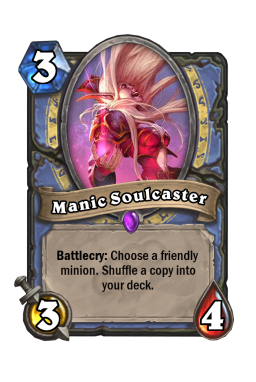 3
Manic Soulcaster
Battlecry: Choose a friendly
minion. Shuffle a copy into
your deck.
3
4